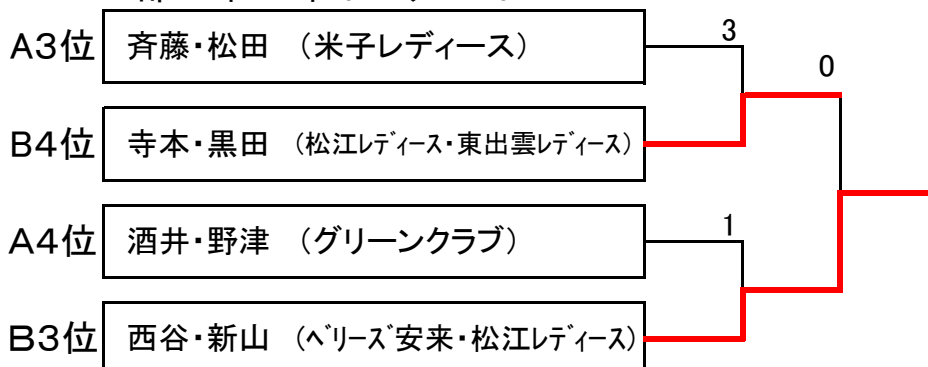 A3位 斉藤・松田 (米子レディース) 3
0
B4位 寺本・黒田 (松江レディース・東出雲レディース)
A4位 酒井・野津 (グリーンクラブ) 1
B3位 西谷・新山 (ベリーズ安来・松江レディース)